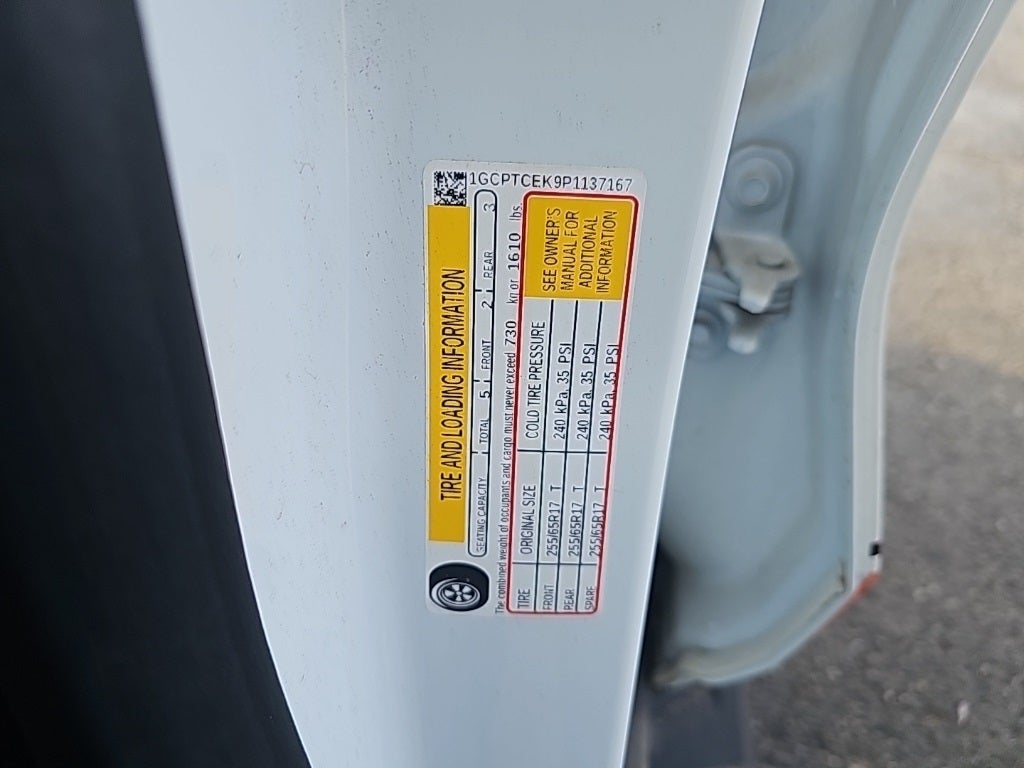 1GCPTCEK9P1137167
TIRE AND LOADING INFORMATION
SEATING CAPACITY TOTAL 5 FRONT 2 REAR 3
The combined weight of occupants and cargo must never exceed 730 kg or 1610 lbs.
TIRE ORIGINAL SIZE COLD TIRE PRESSURE
FRONT 255/65R17 T 240 kPa, 35 PSI
REAR 255/65R17 T 240 kPa, 35 PSI
SPARE 255/65R17 T 240 kPa, 35 PSI
SEE OWNER'S
MANUAL FOR
ADDITIONAL
INFORMATION